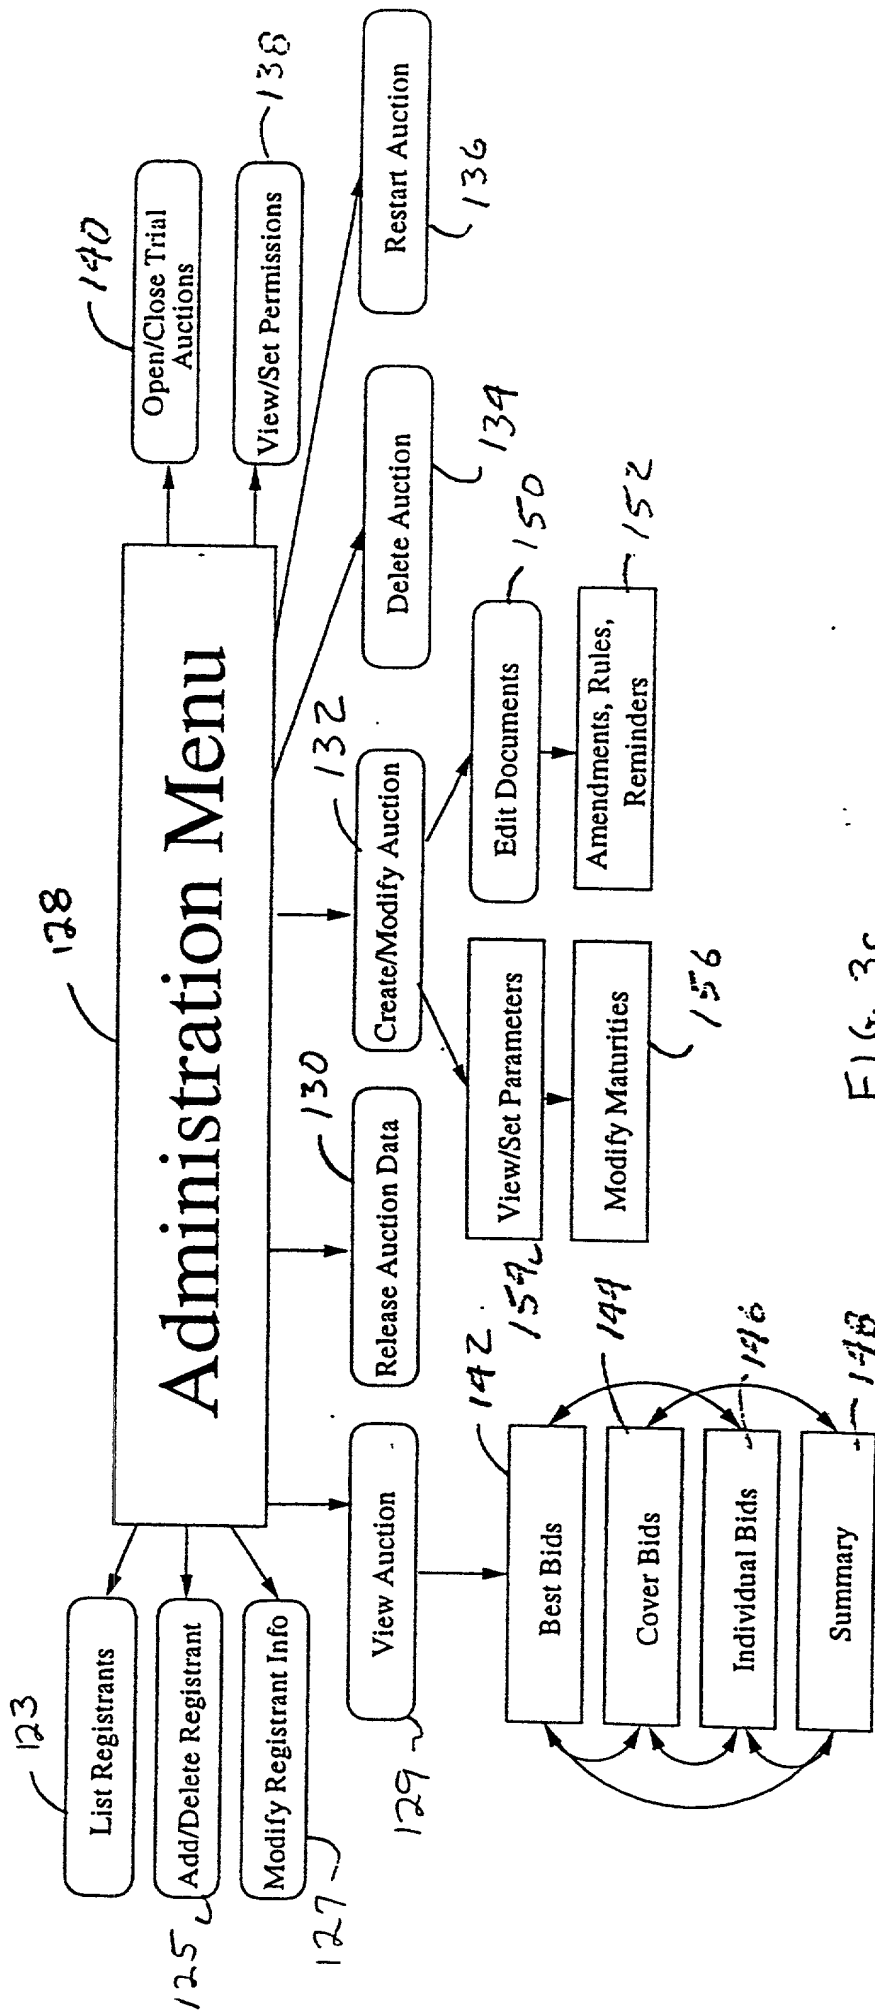 128
Administration Menu
123
List Registrants
125
Add/Delete Registrant
127
Modify Registrant Info
140
Open/Close Trial
Auctions
138
View/Set Permissions
129
View Auction
130
Release Auction Data
132
Create/Modify Auction
134
Delete Auction
136
Restart Auction
142
Best Bids
144
Cover Bids
146
Individual Bids
148
Summary
154
View/Set Parameters
156
Modify Maturities
150
Edit Documents
152
Amendments, Rules,
Reminders
FIG. 3c